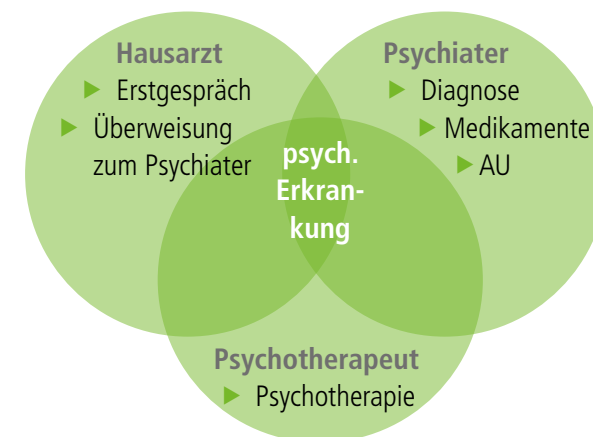 Hausarzt
Erstgespräch
Überweisung
zum Psychiater
Psychiater
Diagnose
Medikamente
AU
psych.
Erkran-
kung
Psychotherapeut
Psychotherapie